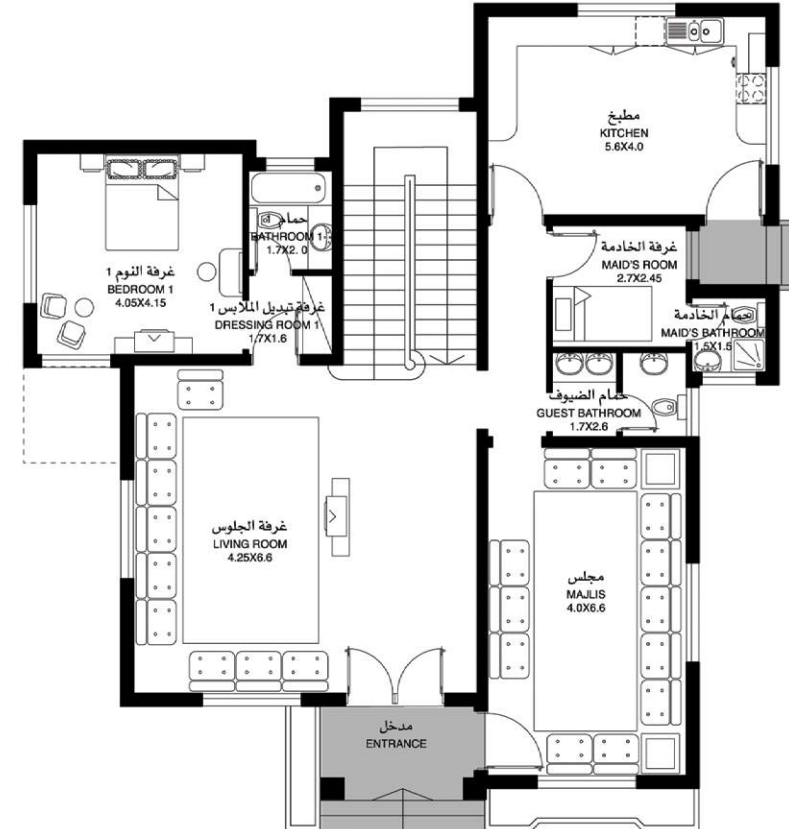 مطبخ
KITCHEN
5.6X4.0
حمام 1
BATHROOM 1
1.7X2.0
غرفة النوم 1
BEDROOM 1
4.05X4.15
غرفة الخادمة
MAID'S ROOM
2.7X2.45
غرفة تبديل الملابس 1
DRESSING ROOM 1
1.7X1.6
حمام الخادمة
MAID'S BATHROOM
1.5X1.5
حمام الضيوف
GUEST BATHROOM
1.7X2.6
غرفة الجلوس
LIVING ROOM
4.25X6.6
مجلس
MAJLIS
4.0X6.6
مدخل
ENTRANCE